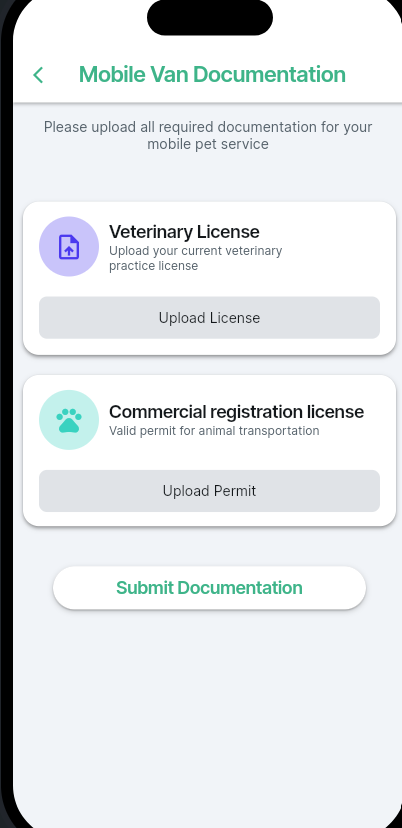 Mobile Van Documentation
Please upload all required documentation for your
mobile pet service
Veterinary License
Upload your current veterinary
practice license
Upload License
Commercial registration license
Valid permit for animal transportation
Upload Permit
Submit Documentation